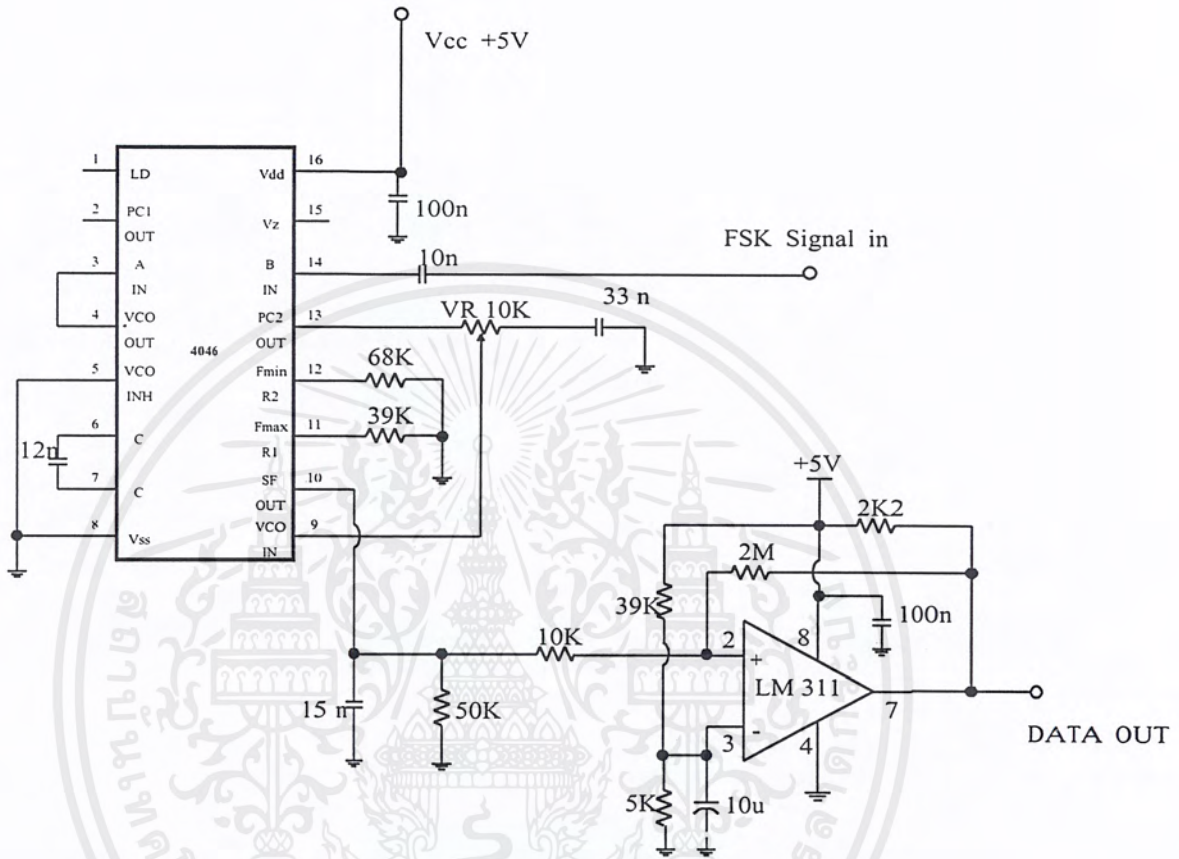 Vcc +5V
1
LD
2
PC1
OUT
3
A
IN
4
VCO
OUT
5
VCO
INH
6
C
7
C
8
Vss
4046
16
Vdd
15
Vz
14
B
IN
13
PC2
OUT
12
Fmin
R2
11
Fmax
R1
10
SF
OUT
9
VCO
IN
12n
100n
10n
FSK Signal in
VR 10K
33 n
68K
39K
+5V
2K2
2M
39K
100n
10K
2
+
8
LM 311
7
3
-
4
15 n
50K
5K
10u
DATA OUT